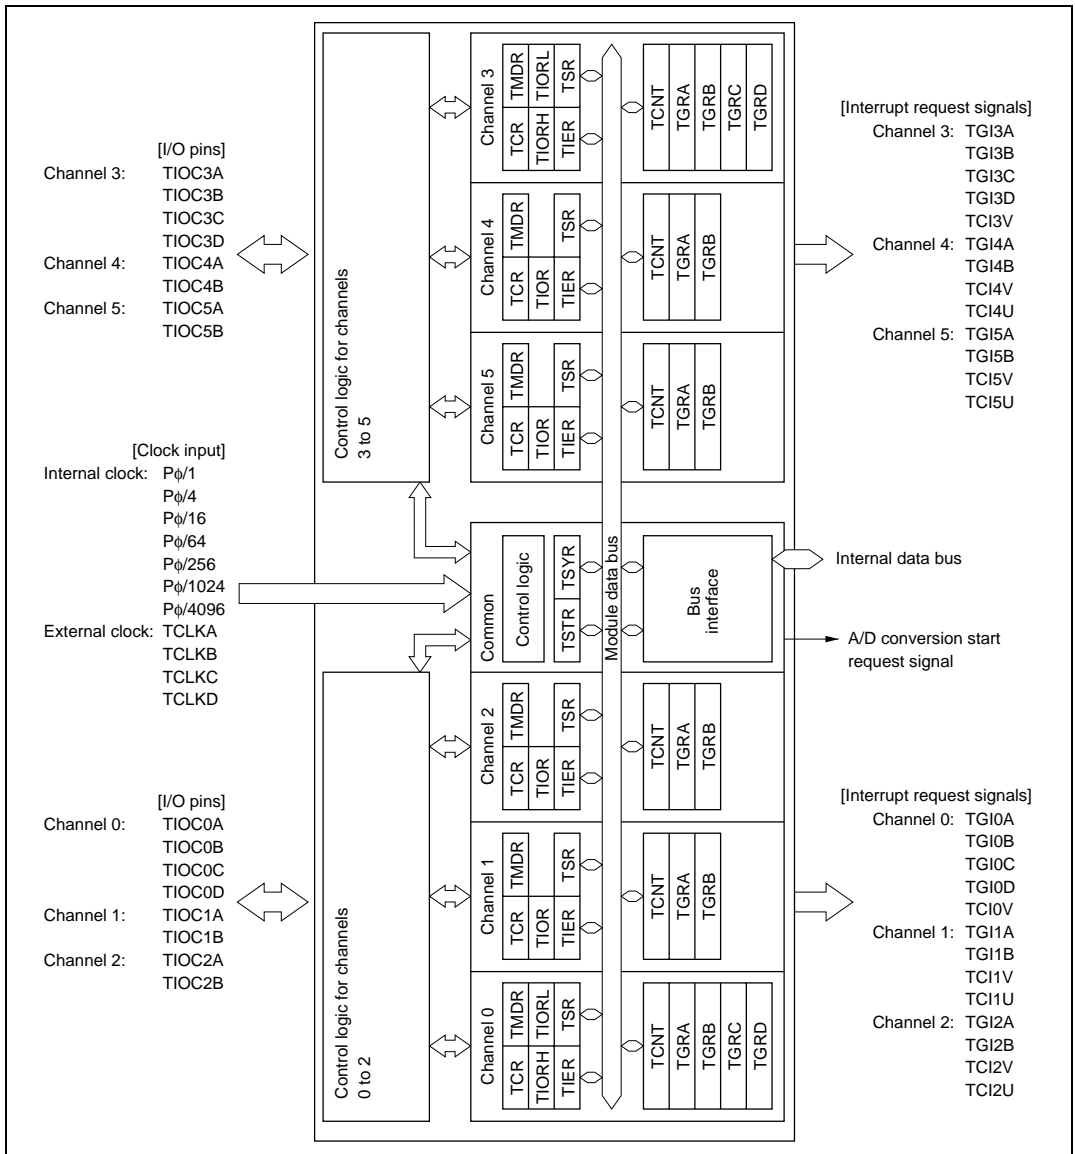 [I/O pins]
Channel 3: TIOC3A
TIOC3B
TIOC3C
TIOC3D
Channel 4: TIOC4A
TIOC4B
Channel 5: TIOC5A
TIOC5B
[Clock input]
Internal clock: Pφ/1
Pφ/4
Pφ/16
Pφ/64
Pφ/256
Pφ/1024
Pφ/4096
External clock: TCLKA
TCLKB
TCLKC
TCLKD
[I/O pins]
Channel 0: TIOC0A
TIOC0B
TIOC0C
TIOC0D
Channel 1: TIOC1A
TIOC1B
Channel 2: TIOC2A
TIOC2B
Control logic for channels
3 to 5
Control logic for channels
0 to 2
Channel 3
TCR TMDR
TIORH TIORL
TIER TSR
TCNT
TGRA
TGRB
TGRC
TGRD
Channel 4
TCR TMDR
TIOR
TIER TSR
TCNT
TGRA
TGRB
Channel 5
TCR TMDR
TIOR
TIER TSR
TCNT
TGRA
TGRB
Common
Control logic
TSTR TSYR
Module data bus
Bus
interface
Channel 2
TCR TMDR
TIOR
TIER TSR
TCNT
TGRA
TGRB
Channel 1
TCR TMDR
TIOR
TIER TSR
TCNT
TGRA
TGRB
Channel 0
TCR TMDR
TIORH TIORL
TIER TSR
TCNT
TGRA
TGRB
TGRC
TGRD
[Interrupt request signals]
Channel 3: TGI3A
TGI3B
TGI3C
TGI3D
TCI3V
Channel 4: TGI4A
TGI4B
TCI4V
TCI4U
Channel 5: TGI5A
TGI5B
TCI5V
TCI5U
Internal data bus
A/D conversion start
request signal
[Interrupt request signals]
Channel 0: TGI0A
TGI0B
TGI0C
TGI0D
TCI0V
Channel 1: TGI1A
TGI1B
TCI1V
TCI1U
Channel 2: TGI2A
TGI2B
TCI2V
TCI2U